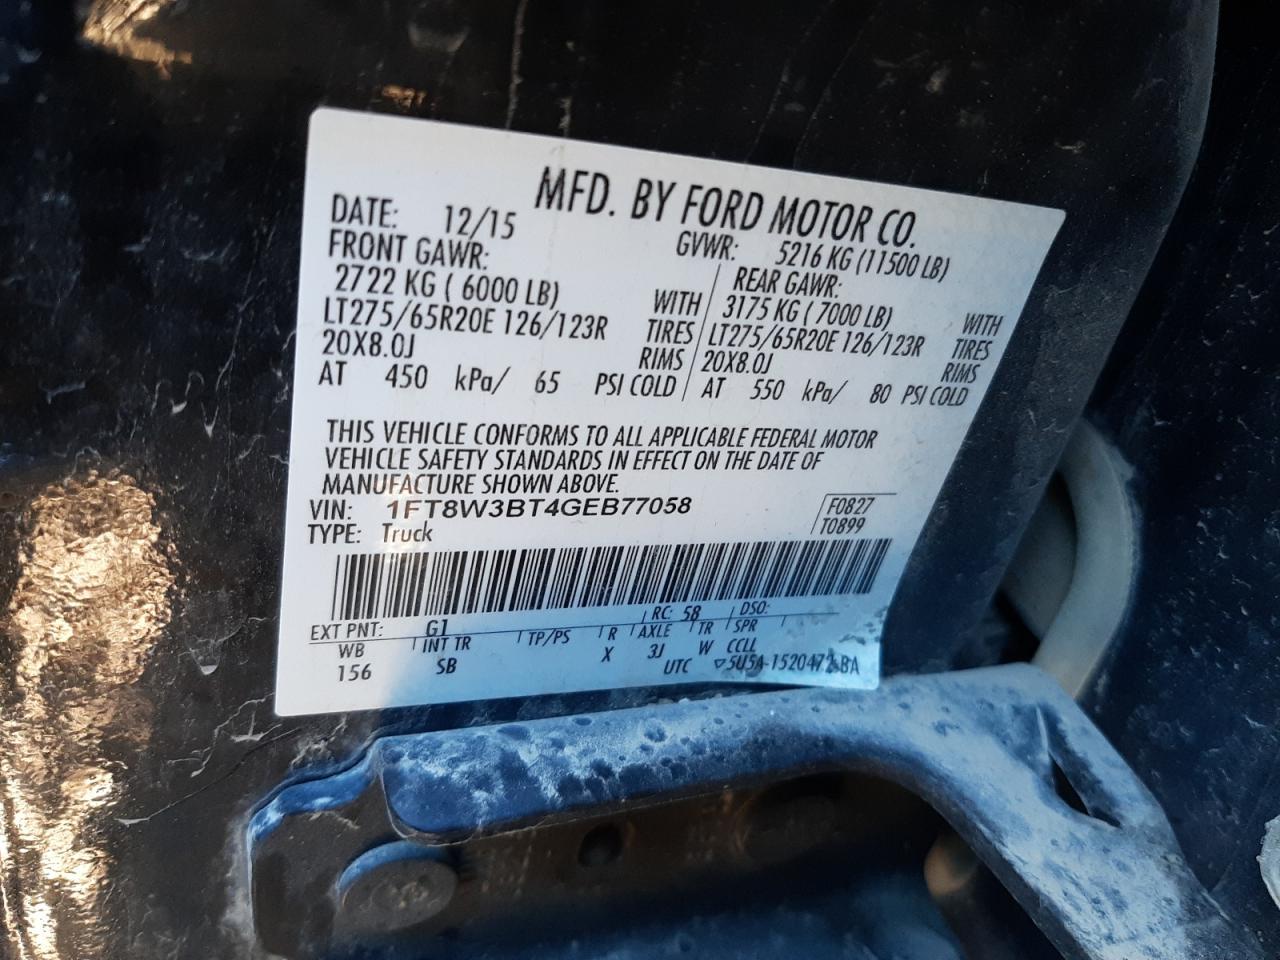 MFD. BY FORD MOTOR CO.
DATE: 12/15 GVWR: 5216 KG (11500 LB)
FRONT GAWR: REAR GAWR:
2722 KG ( 6000 LB) WITH 3175 KG ( 7000 LB) WITH
LT275/65R20E 126/123R TIRES LT275/65R20E 126/123R TIRES
20X8.0J RIMS 20X8.0J RIMS
AT 450 kPa/ 65 PSI COLD AT 550 kPa/ 80 PSI COLD
THIS VEHICLE CONFORMS TO ALL APPLICABLE FEDERAL MOTOR
VEHICLE SAFETY STANDARDS IN EFFECT ON THE DATE OF
MANUFACTURE SHOWN ABOVE.
VIN: 1FT8W3BT4GEB77058 F0827
TYPE: Truck T0899
EXT PNT: G1 RC: 58 DSO:
WB INT TR TP/PS R AXLE TR SPR
156 SB X 3J W CCLL
UTC ▽5U5A-1520472-BA